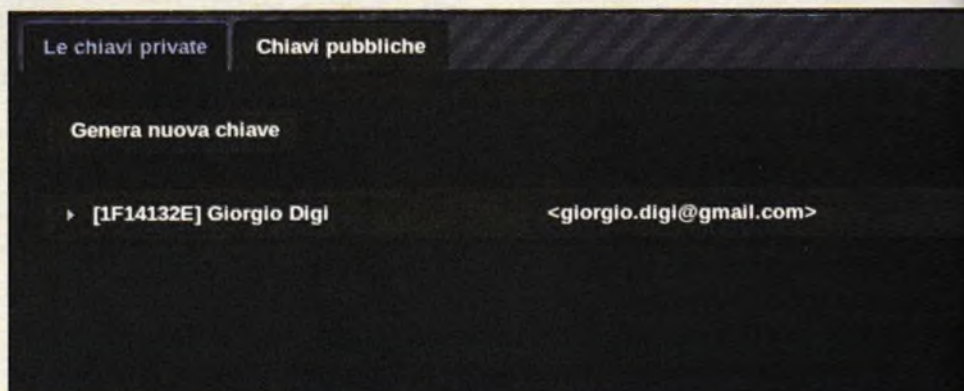 Le chiavi private
Chiavi pubbliche
Genera nuova chiave
[1F14132E] Giorgio Digi <giorgio.digi@gmail.com>